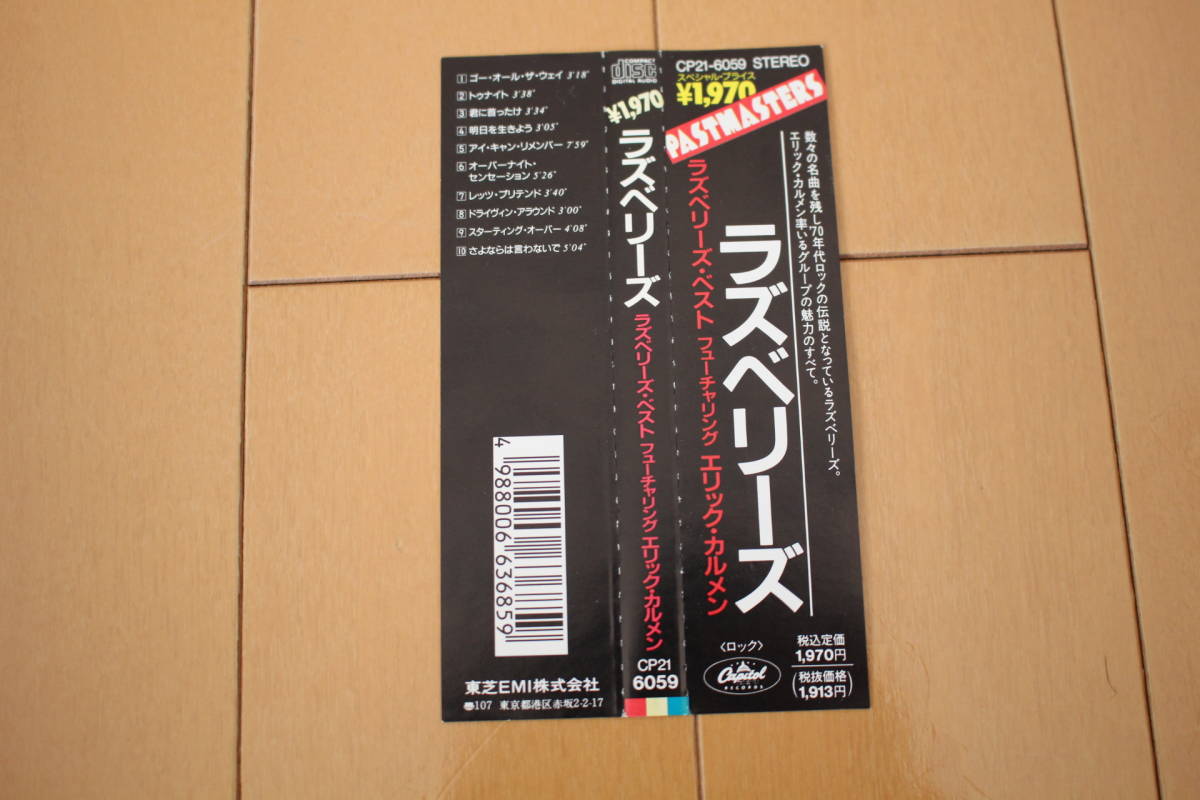 1 ゴー・オール・ザ・ウェイ 3'18"
2 トゥナイト 3'38"
3 君に首ったけ 3'34"
4 明日を生きよう 3'05"
5 アイ・キャン・リメンバー 7'59"
6 オーバーナイト・
センセーション 5'26"
7 レッツ・プリテンド 3'40"
8 ドライヴィン・アラウンド 3'00"
9 スターティング・オーバー 4'08"
10 さよならは言わないで 5'04"
4 988006 636859
東芝EMI株式会社
107 東京都港区赤坂2-2-17
COMPACT
disc
DIGITAL AUDIO
¥1,970
ラズベリーズ
ラズベリーズ・ベスト フューチャリング エリック・カルメン
CP21
6059
CP21-6059 STEREO
スペシャル・プライス
¥1,970
PASTMASTERS
数々の名曲を残し'70年代ロックの伝説となっているラズベリーズ。
エリック・カルメン率いるグループの魅力のすべて。
ラズベリーズ
ラズベリーズ・ベスト フューチャリング エリック・カルメン
〈ロック〉
Capitol
RECORDS
税込定価
1,970円
(税抜価格
1,913円)